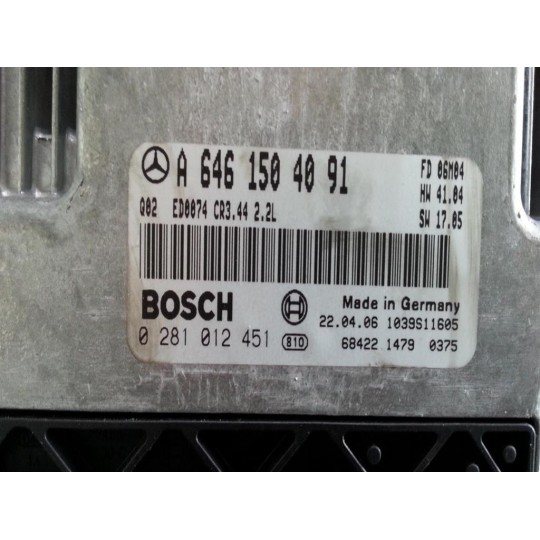 A 646 150 40 91
FD 06M04
HW 41.04
Q02 ED0074 CR3.44 2.2L
SW 17.05
BOSCH
Made in Germany
22.04.06 1039S11605
0 281 012 451 810
68422 1479 0375